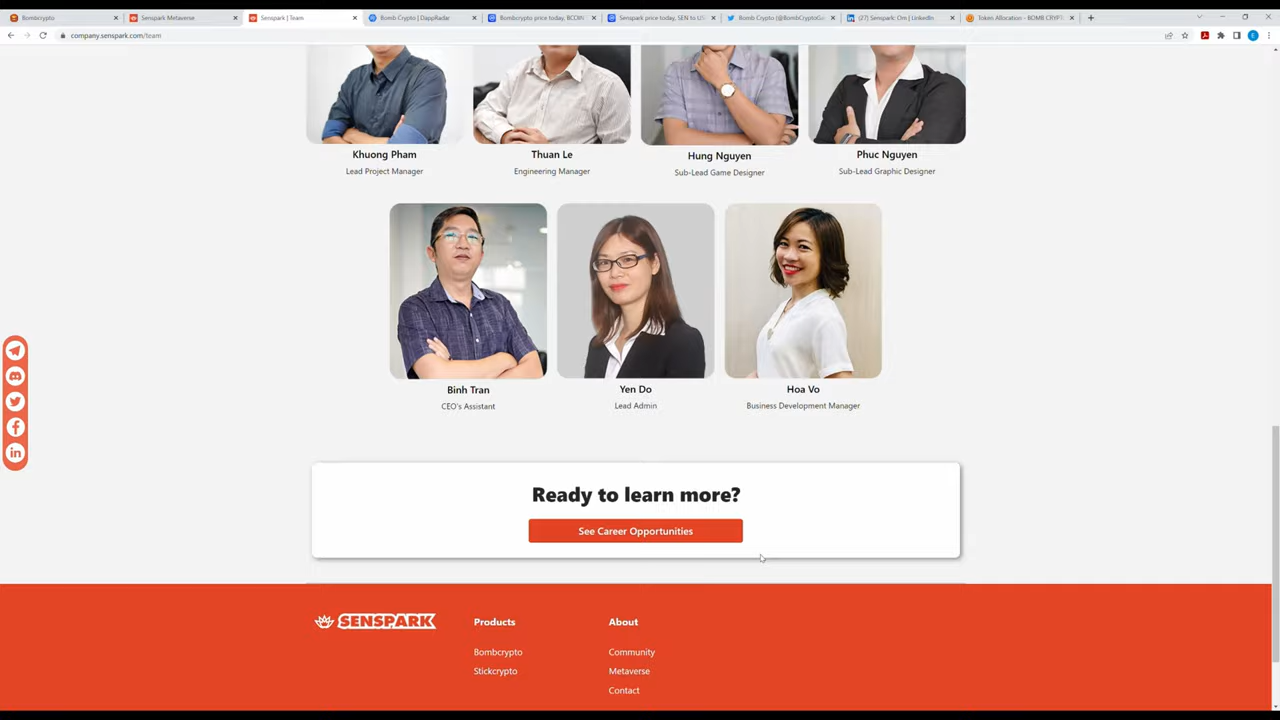 Bombcrypto
Senspark Metaverse
Senspark | Team
Bomb Crypto | DappRadar
Bombcrypto price today, BCOIN
Senspark price today, SEN to US
Bomb Crypto (@BombCryptoGa
(27) Senspark: Om | LinkedIn
Token Allocation - BOMB CRYPT
company.senspark.com/team
E
Khuong Pham
Lead Project Manager
Thuan Le
Engineering Manager
Hung Nguyen
Sub-Lead Game Designer
Phuc Nguyen
Sub-Lead Graphic Designer
Binh Tran
CEO's Assistant
Yen Do
Lead Admin
Hoa Vo
Business Development Manager
Ready to learn more?
See Career Opportunities
SENSPARK
Products
Bombcrypto
Stickcrypto
About
Community
Metaverse
Contact